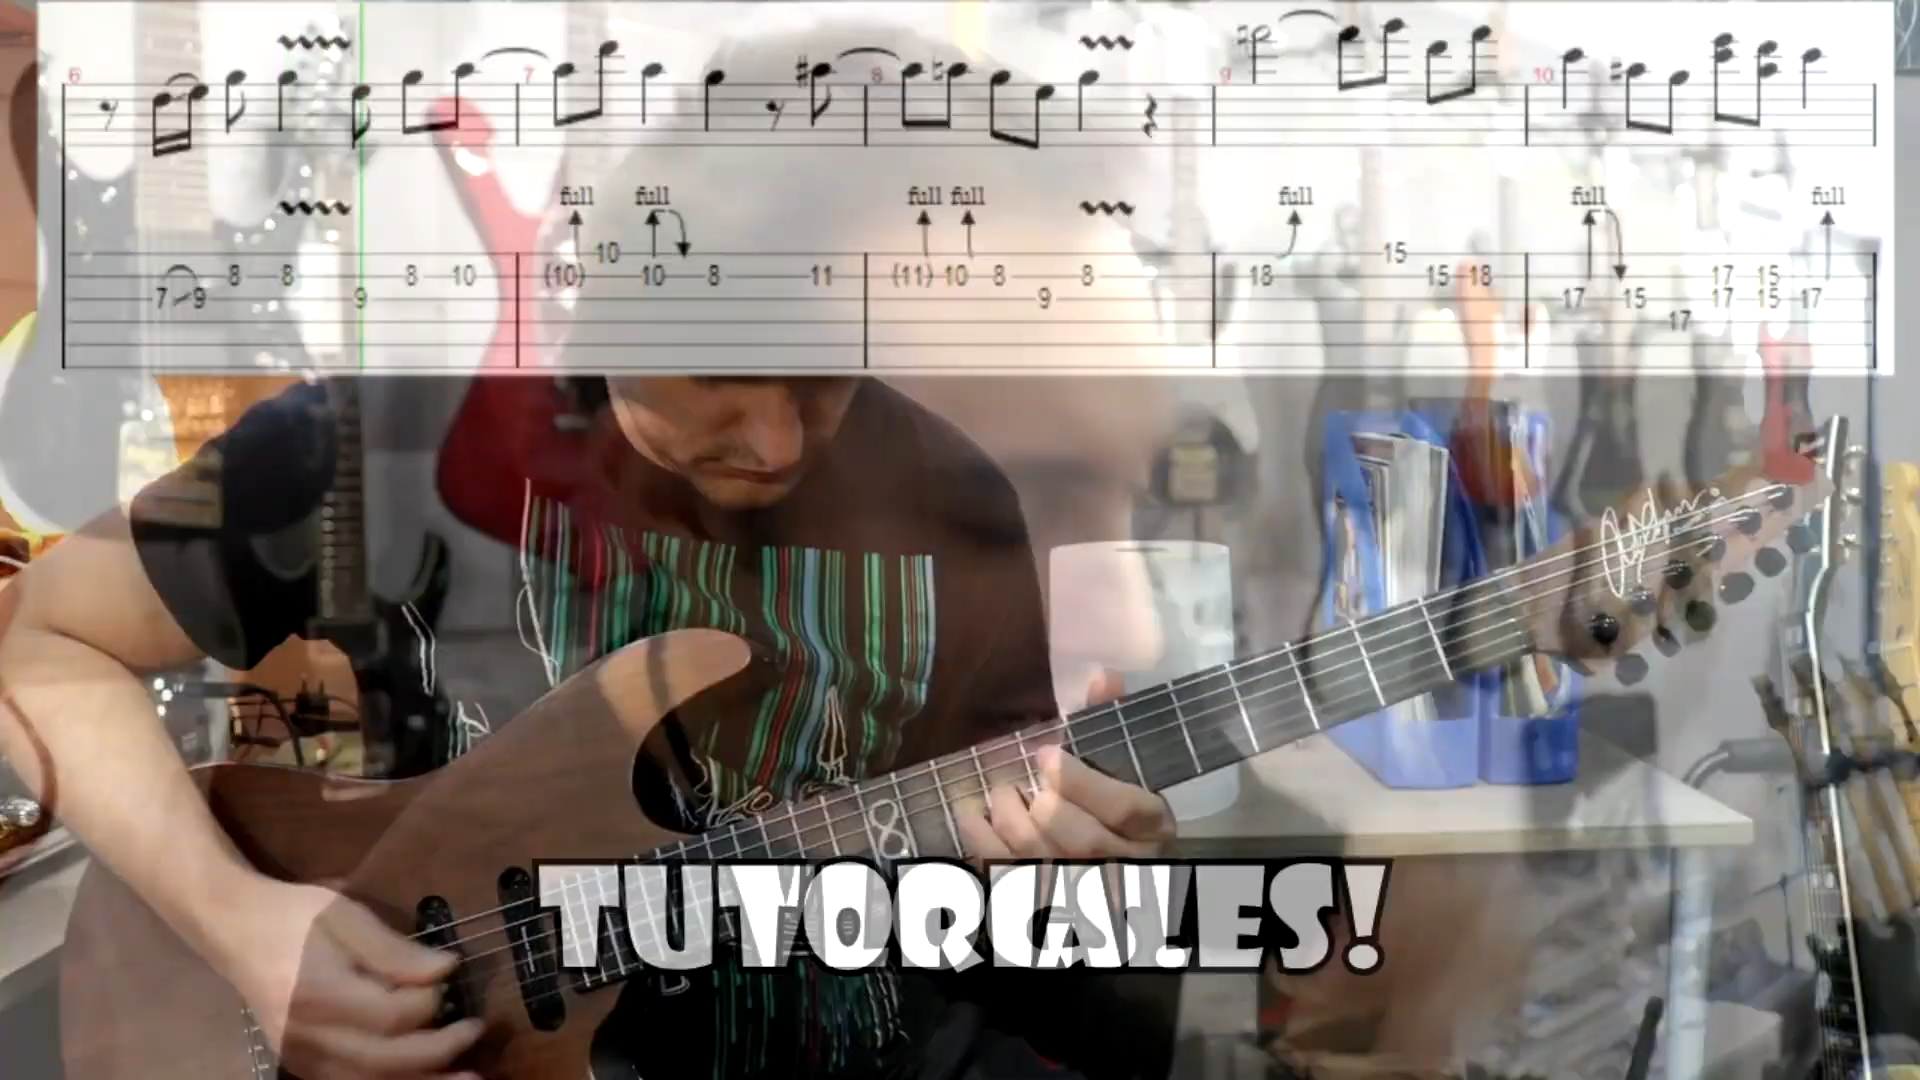 6 7 8 9 10
full full full full full full full
10 15
8 8 8 10 (10) 10 8 11 (11) 10 8 8 18 15 18 17 15
7 9 9 9 17 15 17 15 17
17
TUTORIALES!